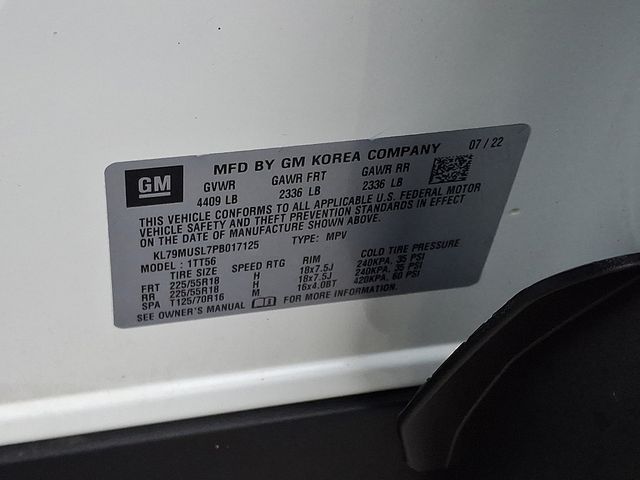 GM
MFD BY GM KOREA COMPANY 07/22
GVWR GAWR FRT GAWR RR
4409 LB 2336 LB 2336 LB
THIS VEHICLE CONFORMS TO ALL APPLICABLE U.S. FEDERAL MOTOR
VEHICLE SAFETY AND THEFT PREVENTION STANDARDS IN EFFECT
ON THE DATE OF MANUFACTURE SHOWN ABOVE.
KL79MUSL7PB017125 TYPE: MPV
MODEL: 1TT56
TIRE SIZE SPEED RTG RIM COLD TIRE PRESSURE
FRT 225/55R18 H 18x7.5J 240KPA, 35 PSI
RR 225/55R18 H 18x7.5J 240KPA, 35 PSI
SPA T125/70R16 M 16x4.0BT 420KPA, 60 PSI
SEE OWNER'S MANUAL FOR MORE INFORMATION.